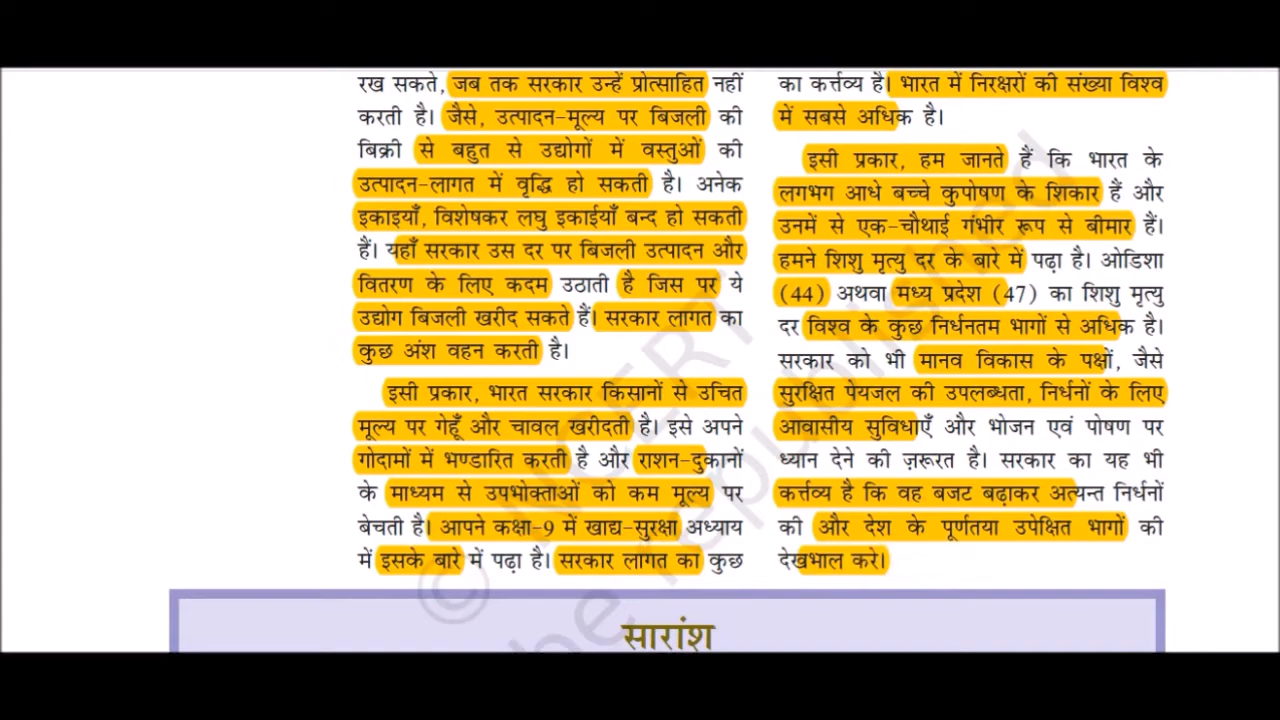 रख सकते, जब तक सरकार उन्हें प्रोत्साहित नहीं
करती है। जैसे, उत्पादन-मूल्य पर बिजली की
बिक्री से बहुत से उद्योगों में वस्तुओं की
उत्पादन-लागत में वृद्धि हो सकती है। अनेक
इकाइयाँ, विशेषकर लघु इकाईयाँ बन्द हो सकती
हैं। यहाँ सरकार उस दर पर बिजली उत्पादन और
वितरण के लिए कदम उठाती है जिस पर ये
उद्योग बिजली खरीद सकते हैं। सरकार लागत का
कुछ अंश वहन करती है।
इसी प्रकार, भारत सरकार किसानों से उचित
मूल्य पर गेहूँ और चावल खरीदती है। इसे अपने
गोदामों में भण्डारित करती है और राशन-दुकानों
के माध्यम से उपभोक्ताओं को कम मूल्य पर
बेचती है। आपने कक्षा-9 में खाद्य-सुरक्षा अध्याय
में इसके बारे में पढ़ा है। सरकार लागत का कुछ
का कर्त्तव्य है। भारत में निरक्षरों की संख्या विश्व
में सबसे अधिक है।
इसी प्रकार, हम जानते हैं कि भारत के
लगभग आधे बच्चे कुपोषण के शिकार हैं और
उनमें से एक-चौथाई गंभीर रूप से बीमार हैं।
हमने शिशु मृत्यु दर के बारे में पढ़ा है। ओडिशा
(44) अथवा मध्य प्रदेश (47) का शिशु मृत्यु
दर विश्व के कुछ निर्धनतम भागों से अधिक है।
सरकार को भी मानव विकास के पक्षों, जैसे
सुरक्षित पेयजल की उपलब्धता, निर्धनों के लिए
आवासीय सुविधाएँ और भोजन एवं पोषण पर
ध्यान देने की ज़रूरत है। सरकार का यह भी
कर्त्तव्य है कि वह बजट बढ़ाकर अत्यन्त निर्धनों
की और देश के पूर्णतया उपेक्षित भागों की
देखभाल करे।
सारांश
© NCERT
be republished